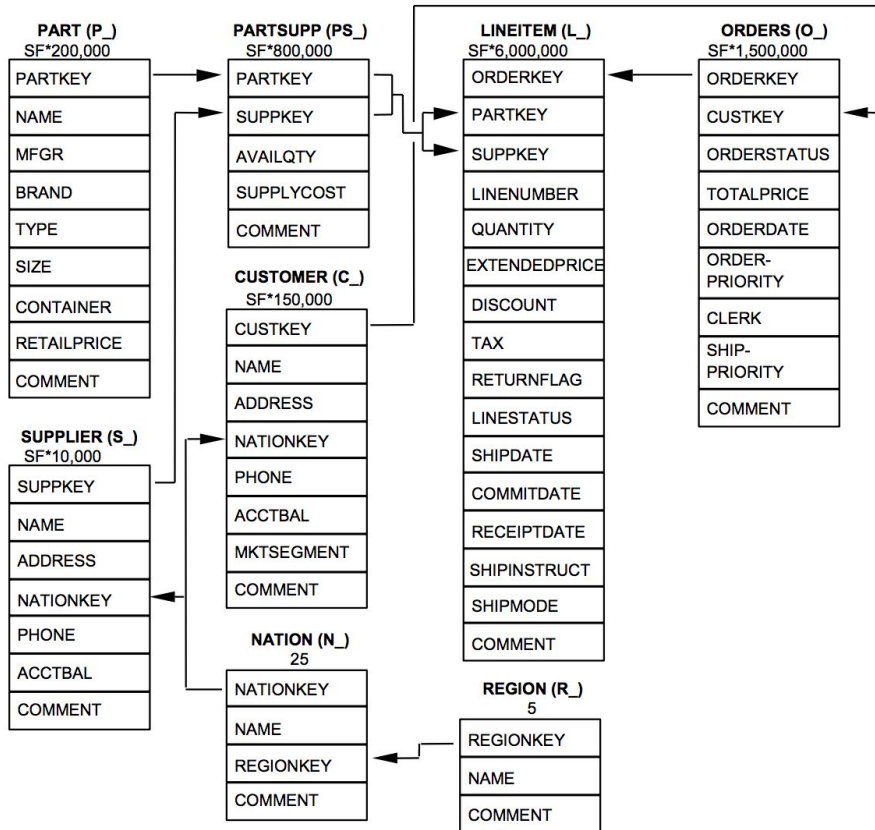 PART (P_)
SF*200,000
PARTKEY
NAME
MFGR
BRAND
TYPE
SIZE
CONTAINER
RETAILPRICE
COMMENT
SUPPLIER (S_)
SF*10,000
SUPPKEY
NAME
ADDRESS
NATIONKEY
PHONE
ACCTBAL
COMMENT
PARTSUPP (PS_)
SF*800,000
PARTKEY
SUPPKEY
AVAILQTY
SUPPLYCOST
COMMENT
CUSTOMER (C_)
SF*150,000
CUSTKEY
NAME
ADDRESS
NATIONKEY
PHONE
ACCTBAL
MKTSEGMENT
COMMENT
NATION (N_)
25
NATIONKEY
NAME
REGIONKEY
COMMENT
LINEITEM (L_)
SF*6,000,000
ORDERKEY
PARTKEY
SUPPKEY
LINENUMBER
QUANTITY
EXTENDEDPRICE
DISCOUNT
TAX
RETURNFLAG
LINESTATUS
SHIPDATE
COMMITDATE
RECEIPTDATE
SHIPINSTRUCT
SHIPMODE
COMMENT
REGION (R_)
5
REGIONKEY
NAME
COMMENT
ORDERS (O_)
SF*1,500,000
ORDERKEY
CUSTKEY
ORDERSTATUS
TOTALPRICE
ORDERDATE
ORDER-
PRIORITY
CLERK
SHIP-
PRIORITY
COMMENT